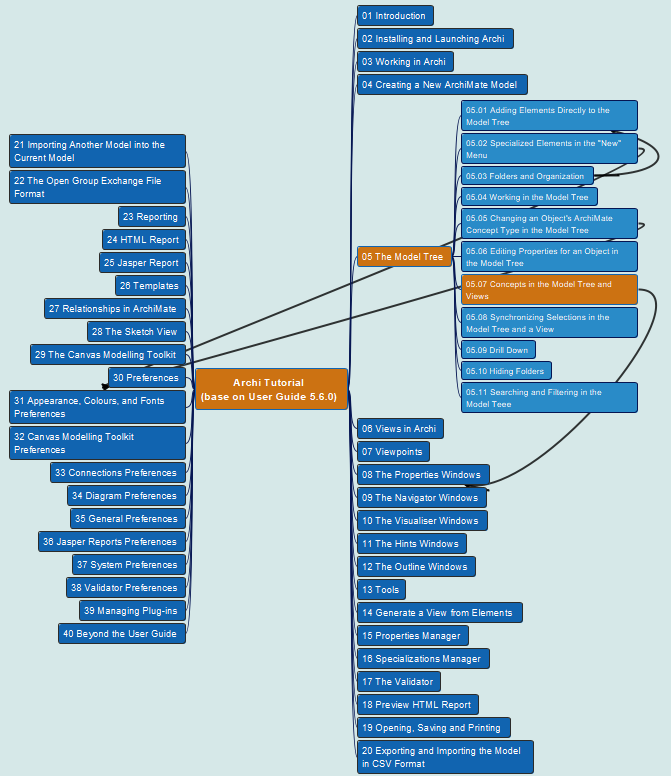 01 Introduction
02 Installing and Launching Archi
03 Working in Archi
04 Creating a New ArchiMate Model
05 The Model Tree
05.01 Adding Elements Directly to the
Model Tree
05.02 Specialized Elements in the "New"
Menu
05.03 Folders and Organization
05.04 Working in the Model Tree
05.05 Changing an Object's ArchiMate
Concept Type in the Model Tree
05.06 Editing Properties for an Object in
the Model Tree
05.07 Concepts in the Model Tree and
Views
05.08 Synchronizing Selections in the
Model Tree and a View
05.09 Drill Down
05.10 Hiding Folders
05.11 Searching and Filtering in the
Model Teee
Archi Tutorial
(base on User Guide 5.6.0)
06 Views in Archi
07 Viewpoints
08 The Properties Windows
09 The Navigator Windows
10 The Visualiser Windows
11 The Hints Windows
12 The Outline Windows
13 Tools
14 Generate a View from Elements
15 Properties Manager
16 Specializations Manager
17 The Validator
18 Preview HTML Report
19 Opening, Saving and Printing
20 Exporting and Importing the Model
in CSV Format
21 Importing Another Model into the
Current Model
22 The Open Group Exchange File
Format
23 Reporting
24 HTML Report
25 Jasper Report
26 Templates
27 Relationships in ArchiMate
28 The Sketch View
29 The Canvas Modelling Toolkit
30 Preferences
31 Appearance, Colours, and Fonts
Preferences
32 Canvas Modelling Toolkit
Preferences
33 Connections Preferences
34 Diagram Preferences
35 General Preferences
36 Jasper Reports Preferences
37 System Preferences
38 Validator Preferences
39 Managing Plug-ins
40 Beyond the User Guide